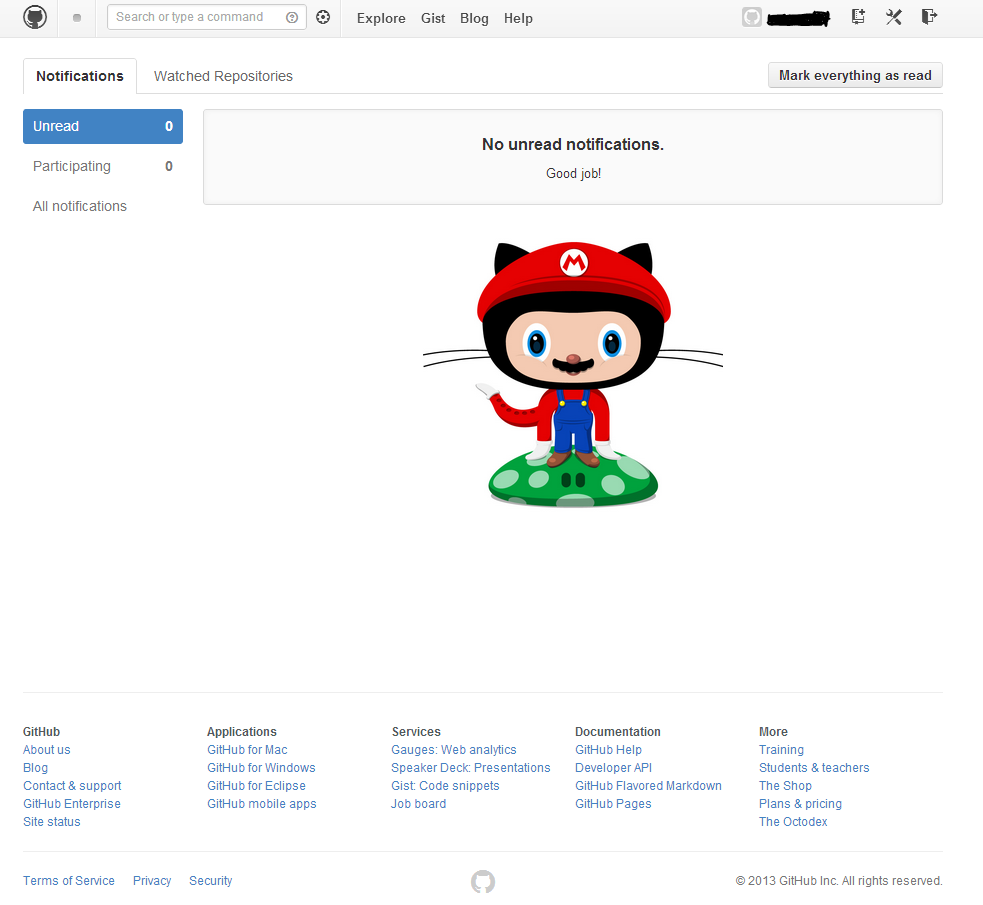 Search or type a command
Explore Gist Blog Help
Notifications Watched Repositories Mark everything as read
Unread 0
Participating 0
All notifications
No unread notifications.
Good job!
M
GitHub
About us
Blog
Contact & support
GitHub Enterprise
Site status
Applications
GitHub for Mac
GitHub for Windows
GitHub for Eclipse
GitHub mobile apps
Services
Gauges: Web analytics
Speaker Deck: Presentations
Gist: Code snippets
Job board
Documentation
GitHub Help
Developer API
GitHub Flavored Markdown
GitHub Pages
More
Training
Students & teachers
The Shop
Plans & pricing
The Octodex
Terms of Service Privacy Security
© 2013 GitHub Inc. All rights reserved.